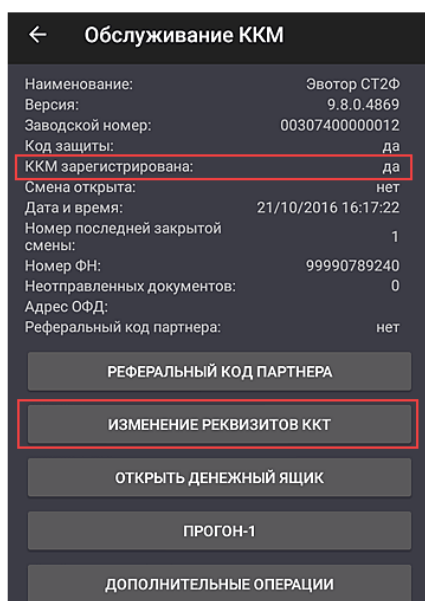 Обслуживание ККМ
Наименование: Эвотор СТ2Ф
Версия: 9.8.0.4869
Заводской номер: 00307400000012
Код защиты: да
ККМ зарегистрирована: да
Смена открыта: нет
Дата и время: 21/10/2016 16:17:22
Номер последней закрытой
смены: 1
Номер ФН: 99990789240
Неотправленных документов: 0
Адрес ОФД:
Реферальный код партнера: нет
РЕФЕРАЛЬНЫЙ КОД ПАРТНЕРА
ИЗМЕНЕНИЕ РЕКВИЗИТОВ ККТ
ОТКРЫТЬ ДЕНЕЖНЫЙ ЯЩИК
ПРОГОН-1
ДОПОЛНИТЕЛЬНЫЕ ОПЕРАЦИИ